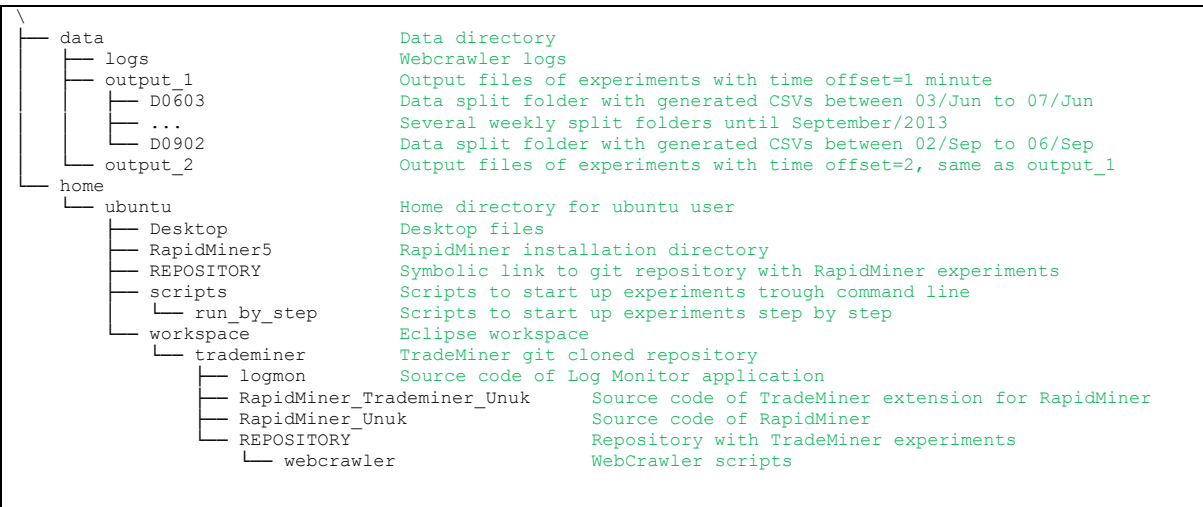 \
├── data Data directory
│   ├── logs Webcrawler logs
│   ├── output_1 Output files of experiments with time offset=1 minute
│   │   ├── D0603 Data split folder with generated CSVs between 03/Jun to 07/Jun
│   │   ├── ... Several weekly split folders until September/2013
│   │   └── D0902 Data split folder with generated CSVs between 02/Sep to 06/Sep
│   └── output_2 Output files of experiments with time offset=2, same as output_1
└── home
    └── ubuntu Home directory for ubuntu user
        ├── Desktop Desktop files
        ├── RapidMiner5 RapidMiner installation directory
        ├── REPOSITORY Symbolic link to git repository with RapidMiner experiments
        ├── scripts Scripts to start up experiments trough command line
        │   └── run_by_step Scripts to start up experiments step by step
        └── workspace Eclipse workspace
            └── trademiner TradeMiner git cloned repository
                ├── logmon Source code of Log Monitor application
                ├── RapidMiner_Trademiner_Unuk Source code of TradeMiner extension for RapidMiner
                ├── RapidMiner_Unuk Source code of RapidMiner
                └── REPOSITORY Repository with TradeMiner experiments
                    └── webcrawler WebCrawler scripts